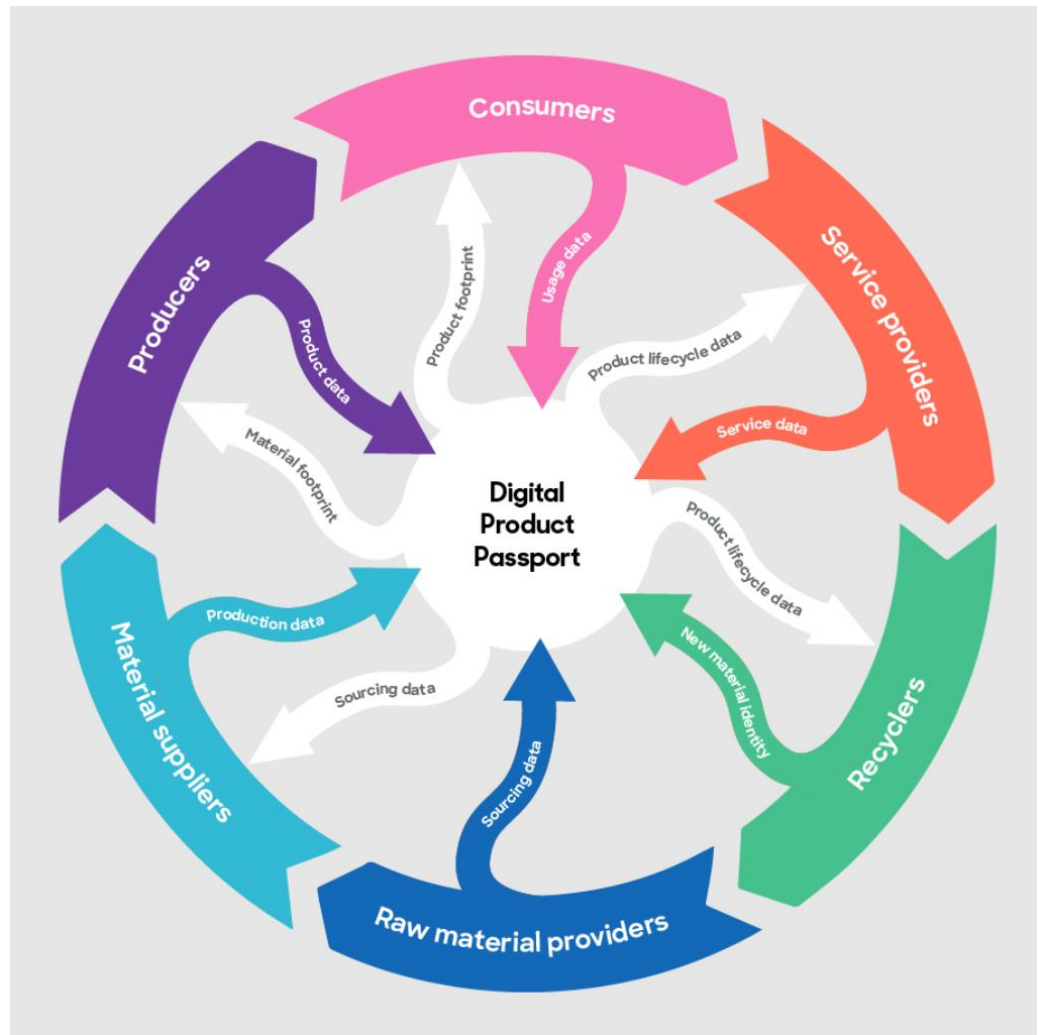 Consumers
Service providers
Recyclers
Raw material providers
Material suppliers
Producers
Product footprint
Usage data
Product lifecycle data
Service data
Product lifecycle data
New material identity
Sourcing data
Sourcing data
Production data
Material footprint
Product data
Digital
Product
Passport